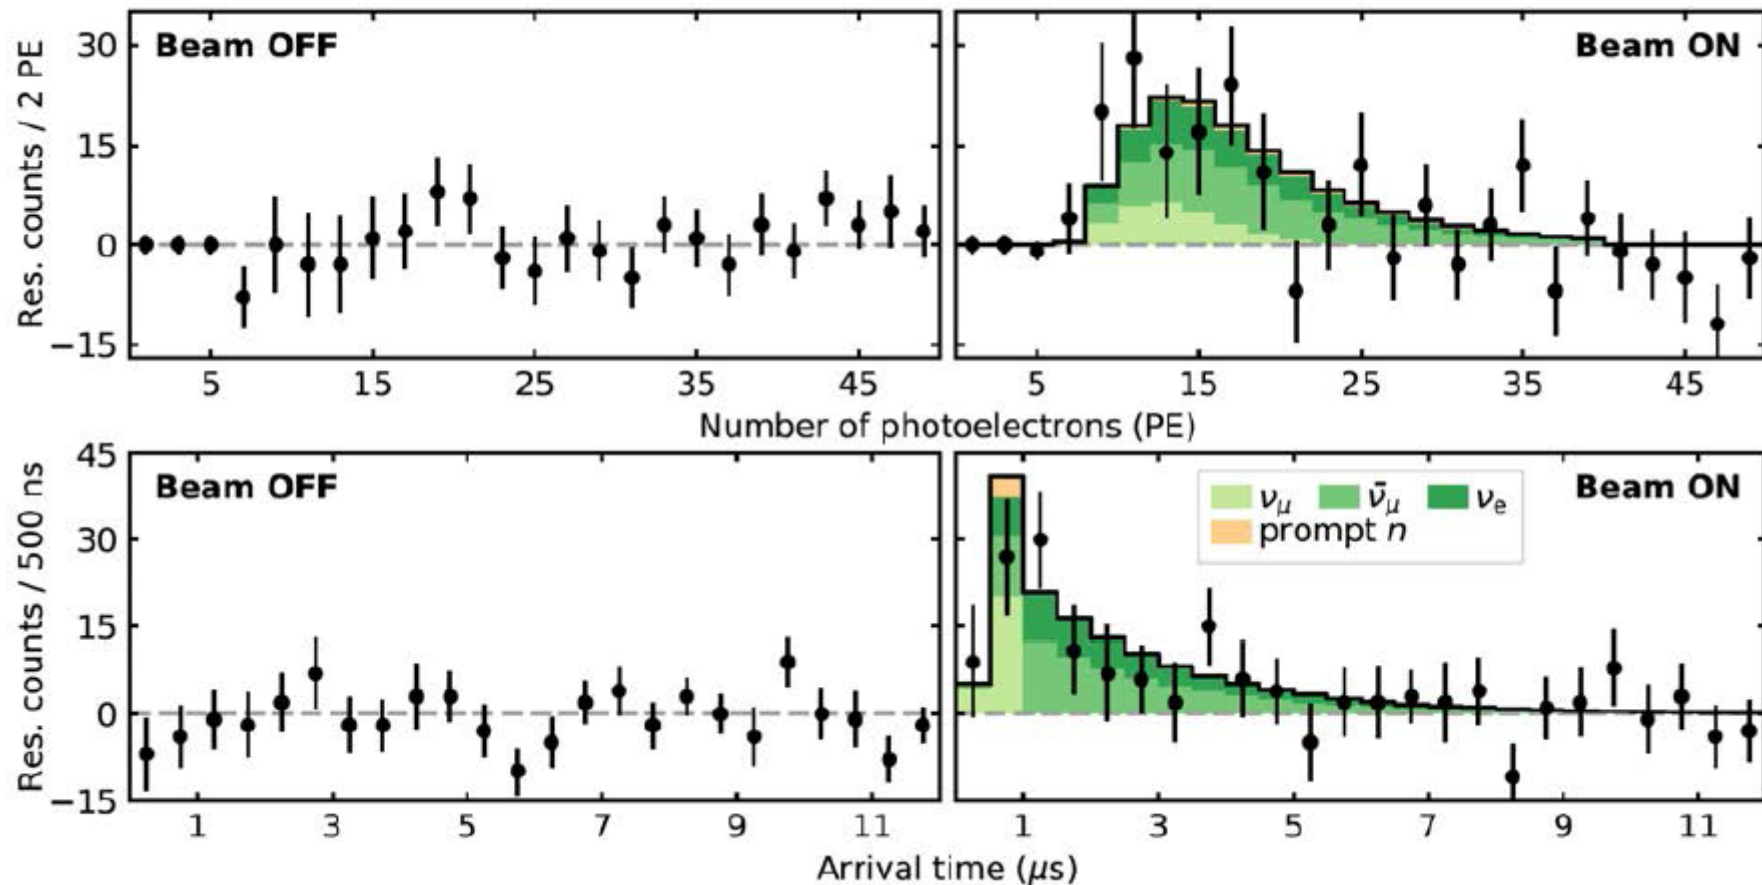 Res. counts / 2 PE
30
15
0
−15
Beam OFF
Beam ON
5 15 25 35 45
5 15 25 35 45
Number of photoelectrons (PE)
Res. counts / 500 ns
45
30
15
0
−15
Beam OFF
Beam ON
νμ ν̄μ νe
prompt n
1 3 5 7 9 11
1 3 5 7 9 11
Arrival time (μs)